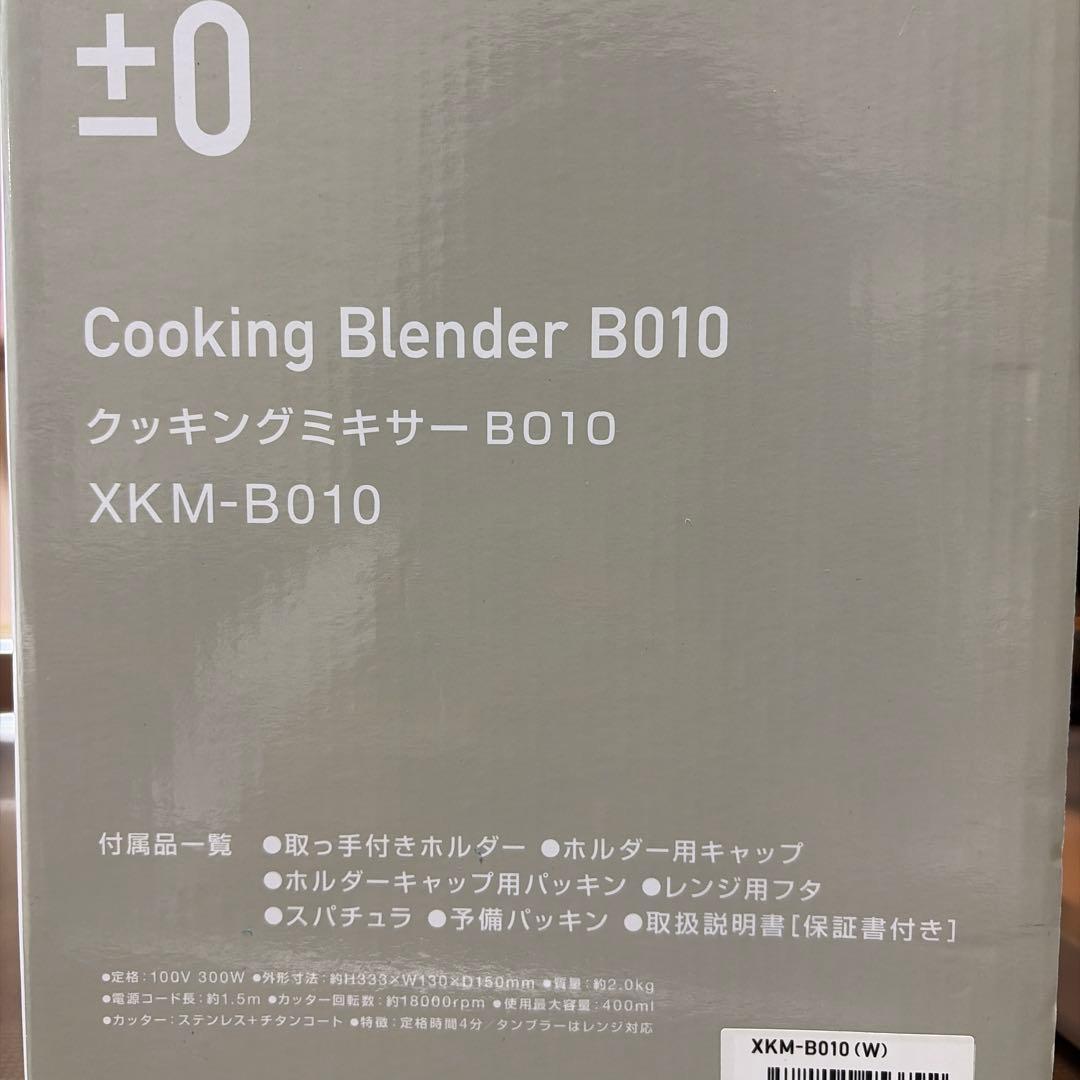 ±0
Cooking Blender B010
クッキングミキサー B010
XKM-B010
付属品一覧 ●取っ手付きホルダー ●ホルダー用キャップ
●ホルダーキャップ用パッキン ●レンジ用フタ
●スパチュラ ●予備パッキン ●取扱説明書[保証書付き]
●定格：100V 300W ●外形寸法：約H333×W130×D150mm ●質量：約2.0kg
●電源コード長：約1.5m ●カッター回転数：約18000rpm ●使用最大容量：400ml
●カッター：ステンレス+チタンコート ●特徴：定格時間4分／タンブラーはレンジ対応
XKM-B010 (W)